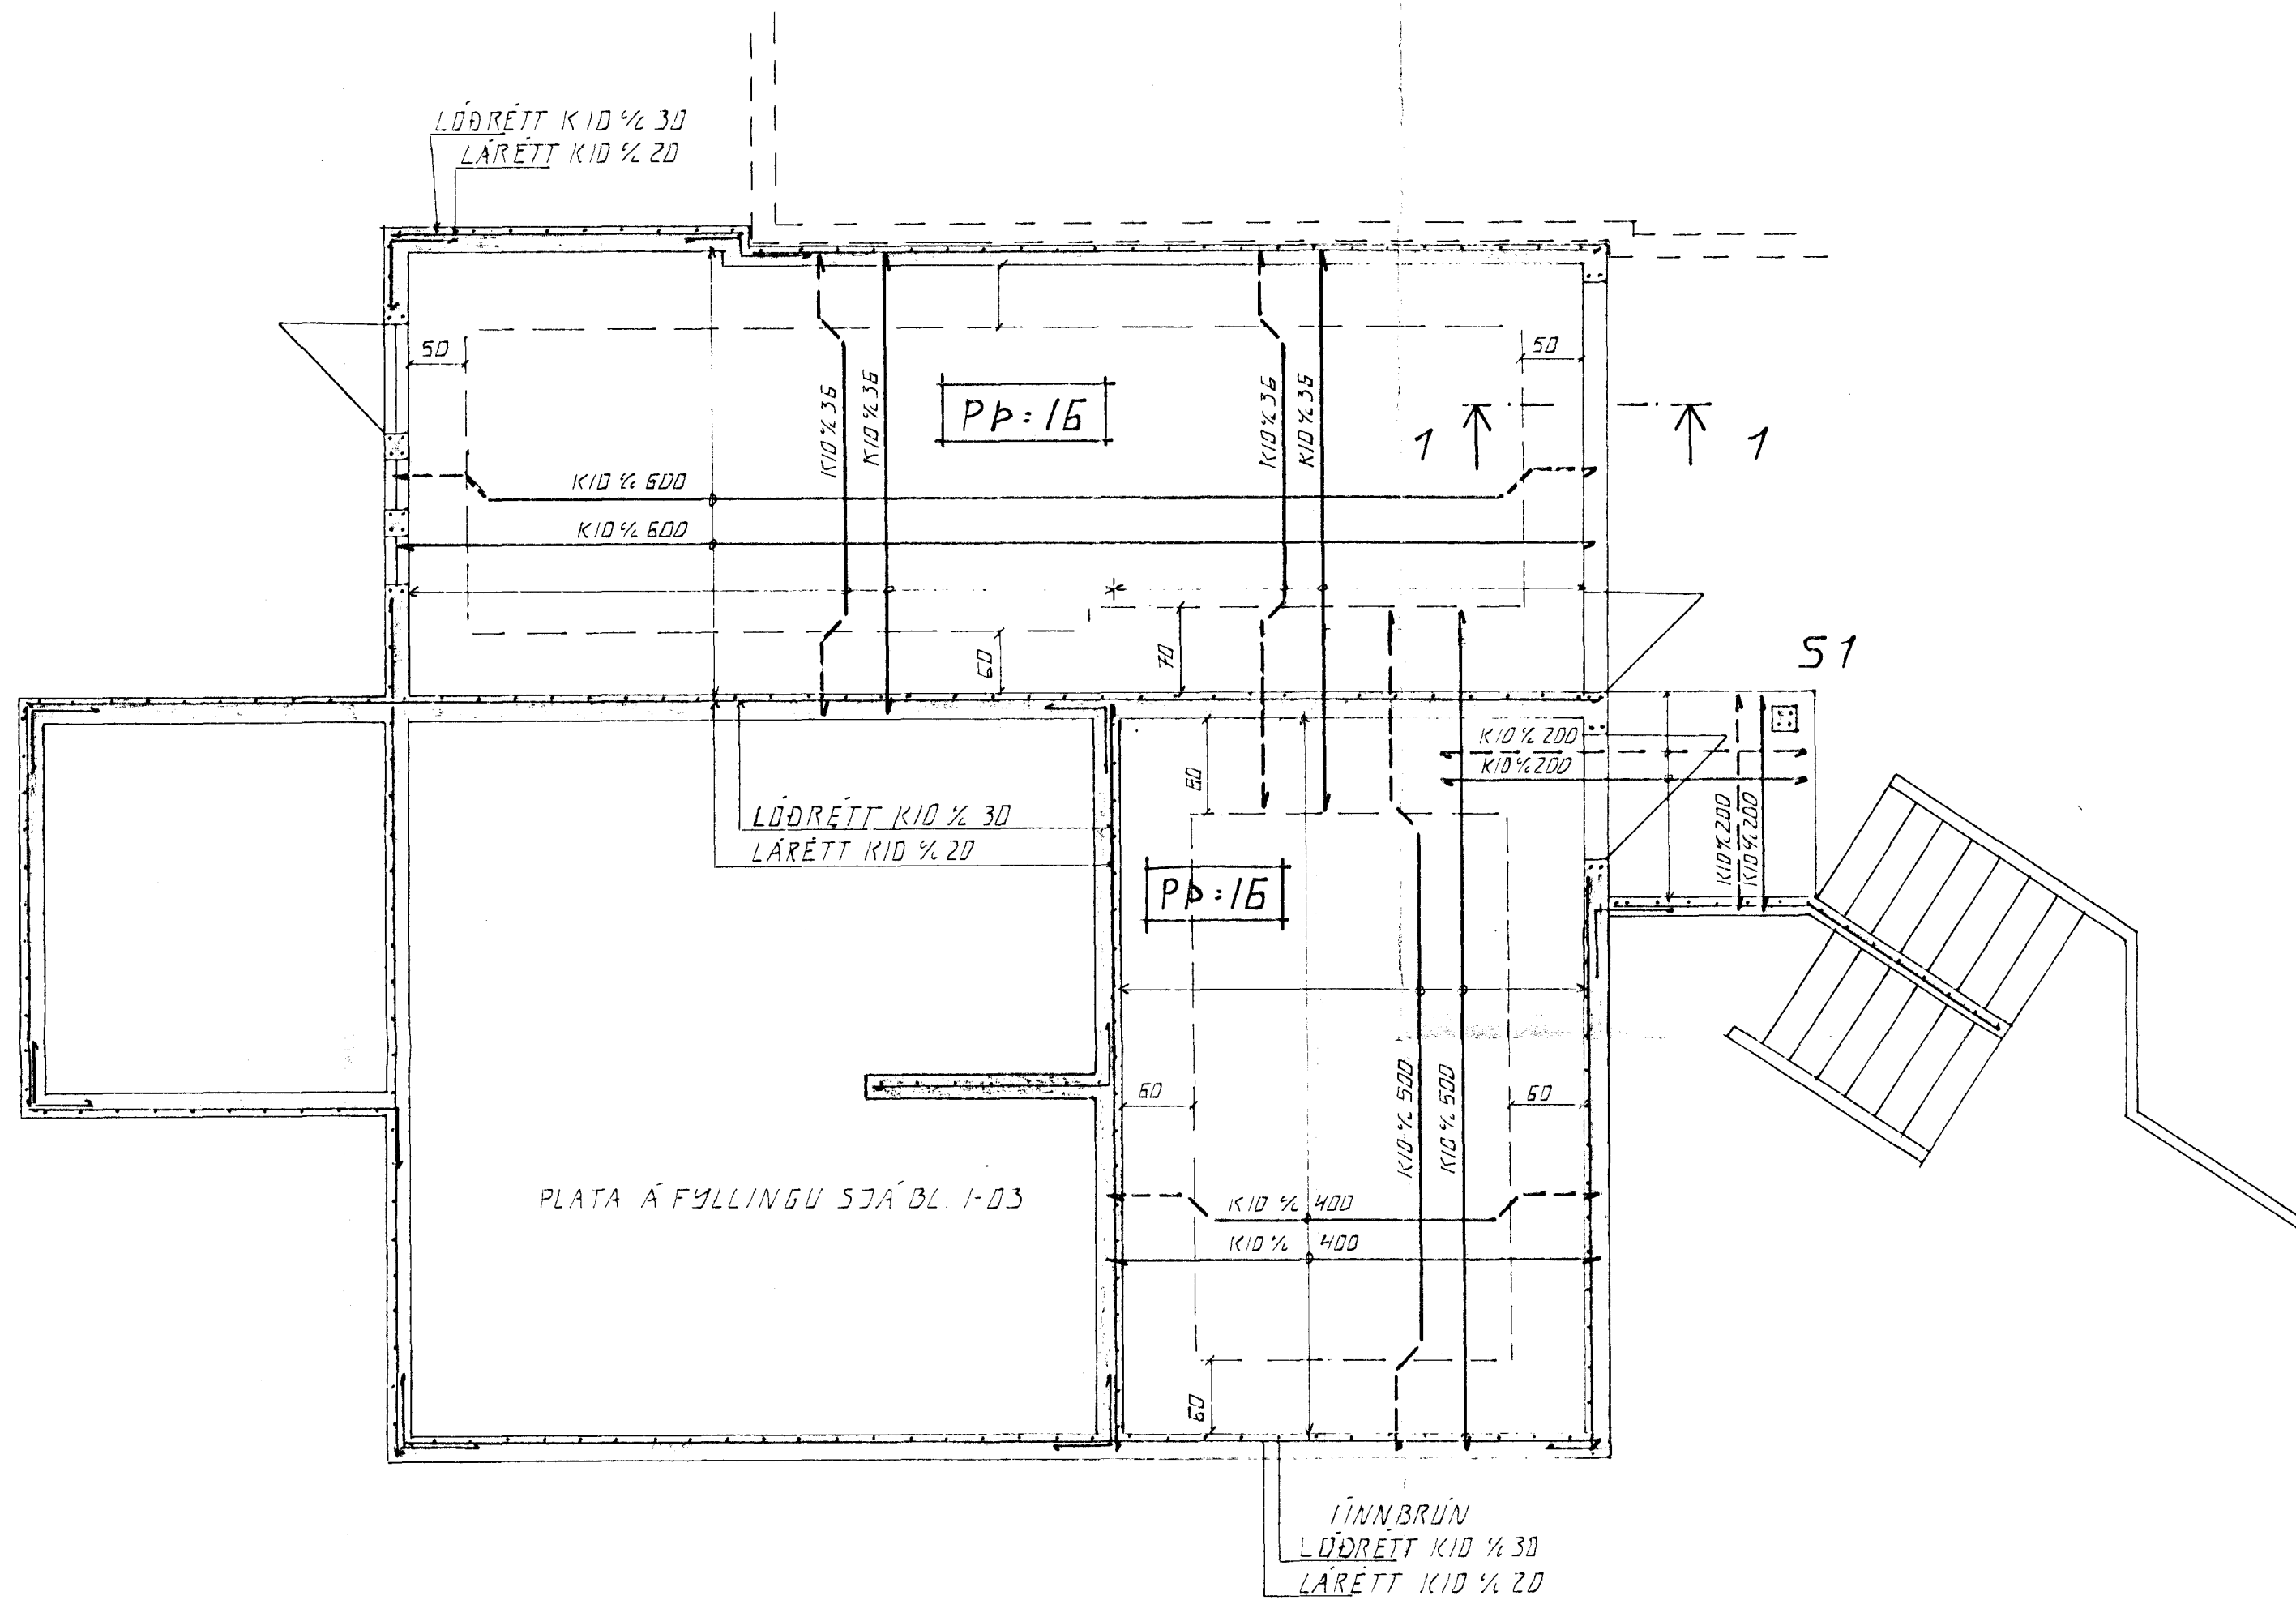 LÓÐRÉTT K10 c/c 30
LÁRÉTT K10 c/c 20
50
50
K10 c/c 36
K10 c/c 36
PÞ:16
K10 c/c 36
K10 c/c 36
1
1
K10 c/c 600
K10 c/c 600
60
70
S1
K10 c/c 200
K10 c/c 200
60
K10 c/c 200
K10 c/c 200
LÓÐRÉTT K10 c/c 30
LÁRÉTT K10 c/c 20
PÞ:16
60
K10 c/c 500
K10 c/c 500
60
PLATA Á FYLLINGU SJÁ BL. 1-03
K10 c/c 400
K10 c/c 400
60
Í INNBRÚN
LÓÐRÉTT K10 c/c 30
LÁRÉTT K10 c/c 20